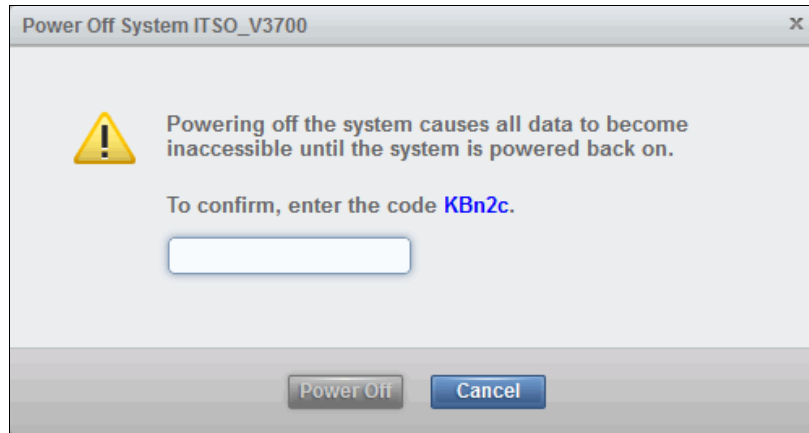 Power Off System ITSO_V3700 x
Powering off the system causes all data to become
inaccessible until the system is powered back on.
To confirm, enter the code KBn2c.
Power Off Cancel